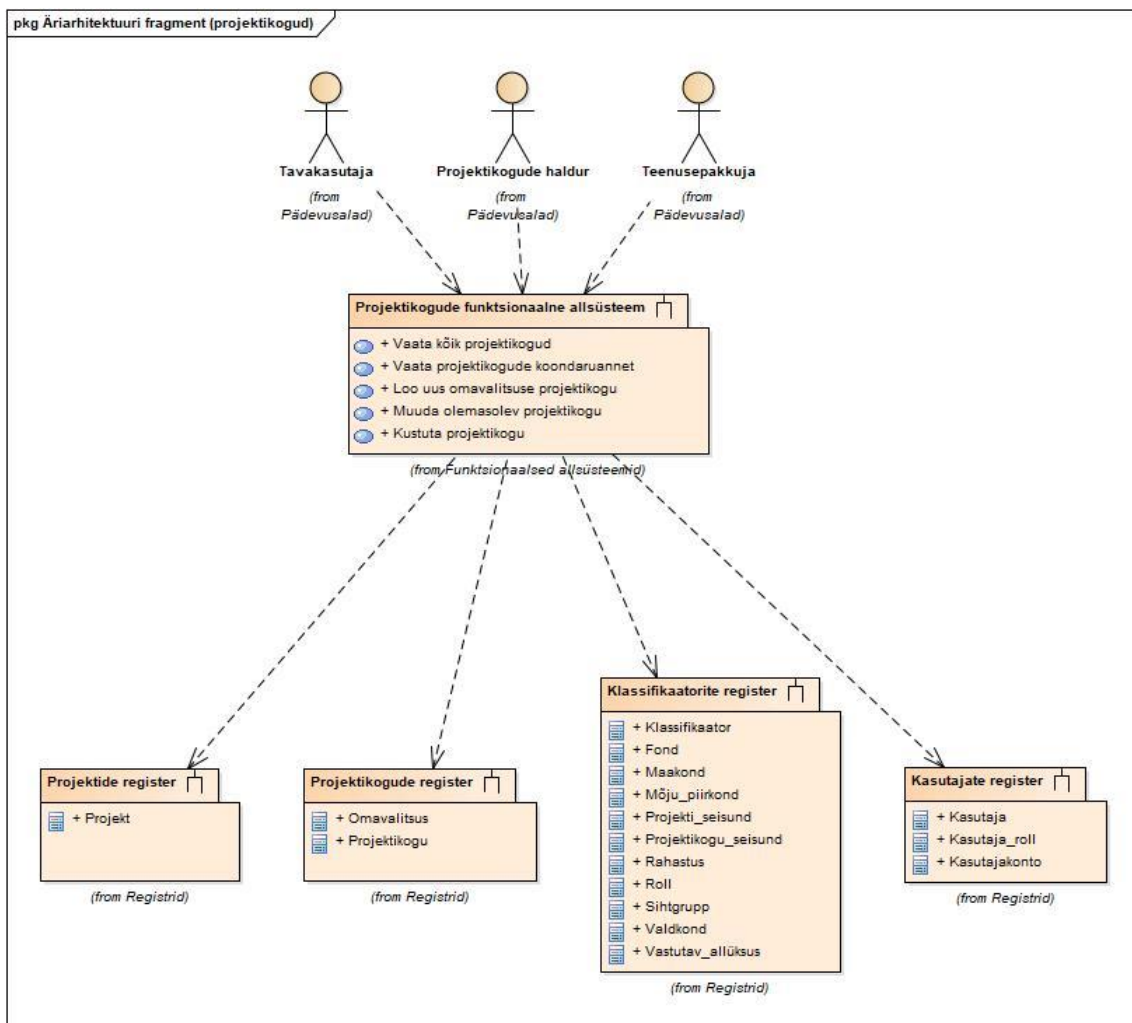 pkg Äriarhitektuuri fragment (projektikogud)
Tavakasutaja
(from
Pädevusalad)
Projektikogude haldur
(from
Pädevusalad)
Teenusepakkuja
(from
Pädevusalad)
Projektikogude funktsionaalne allsüsteem
+ Vaata kõik projektikogud
+ Vaata projektikogude koondaruannet
+ Loo uus omavalitsuse projektikogu
+ Muuda olemasolev projektikogu
+ Kustuta projektikogu
(from Funktsionaalsed allsüsteemid)
Projektide register
+ Projekt
(from Registrid)
Projektikogude register
+ Omavalitsus
+ Projektikogu
(from Registrid)
Klassifikaatorite register
+ Klassifikaator
+ Fond
+ Maakond
+ Mõju_piirkond
+ Projekti_seisund
+ Projektikogu_seisund
+ Rahastus
+ Roll
+ Sihtgrupp
+ Valdkond
+ Vastutav_allüksus
(from Registrid)
Kasutajate register
+ Kasutaja
+ Kasutaja_roll
+ Kasutajakonto
(from Registrid)